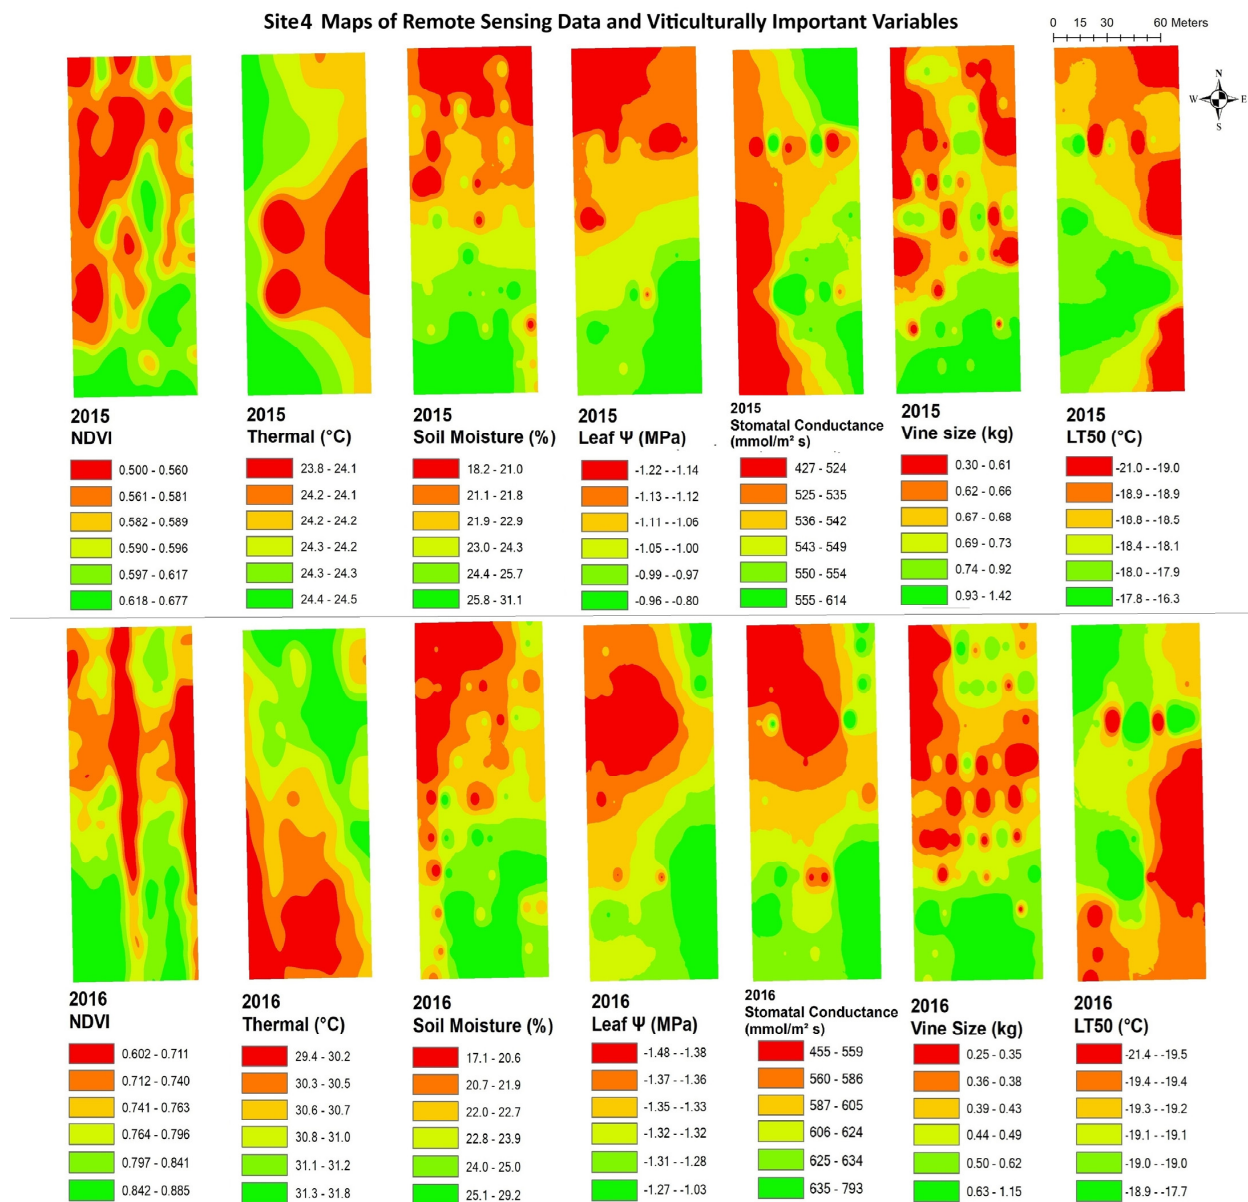 Site4 Maps of Remote Sensing Data and Viticulturally Important Variables
0 15 30 60 Meters
N
W E
S
2015
NDVI
0.500 - 0.560
0.561 - 0.581
0.582 - 0.589
0.590 - 0.596
0.597 - 0.617
0.618 - 0.677
2015
Thermal (°C)
23.8 - 24.1
24.2 - 24.1
24.2 - 24.2
24.3 - 24.2
24.3 - 24.3
24.4 - 24.5
2015
Soil Moisture (%)
18.2 - 21.0
21.1 - 21.8
21.9 - 22.9
23.0 - 24.3
24.4 - 25.7
25.8 - 31.1
2015
Leaf Ψ (MPa)
-1.22 - -1.14
-1.13 - -1.12
-1.11 - -1.06
-1.05 - -1.00
-0.99 - -0.97
-0.96 - -0.80
2015
Stomatal Conductance
(mmol/m² s)
427 - 524
525 - 535
536 - 542
543 - 549
550 - 554
555 - 614
2015
Vine size (kg)
0.30 - 0.61
0.62 - 0.66
0.67 - 0.68
0.69 - 0.73
0.74 - 0.92
0.93 - 1.42
2015
LT50 (°C)
-21.0 - -19.0
-18.9 - -18.9
-18.8 - -18.5
-18.4 - -18.1
-18.0 - -17.9
-17.8 - -16.3
2016
NDVI
0.602 - 0.711
0.712 - 0.740
0.741 - 0.763
0.764 - 0.796
0.797 - 0.841
0.842 - 0.885
2016
Thermal (°C)
29.4 - 30.2
30.3 - 30.5
30.6 - 30.7
30.8 - 31.0
31.1 - 31.2
31.3 - 31.8
2016
Soil Moisture (%)
17.1 - 20.6
20.7 - 21.9
22.0 - 22.7
22.8 - 23.9
24.0 - 25.0
25.1 - 29.2
2016
Leaf Ψ (MPa)
-1.48 - -1.38
-1.37 - -1.36
-1.35 - -1.33
-1.32 - -1.32
-1.31 - -1.28
-1.27 - -1.03
2016
Stomatal Conductance
(mmol/m² s)
455 - 559
560 - 586
587 - 605
606 - 624
625 - 634
635 - 793
2016
Vine Size (kg)
0.25 - 0.35
0.36 - 0.38
0.39 - 0.43
0.44 - 0.49
0.50 - 0.62
0.63 - 1.15
2016
LT50 (°C)
-21.4 - -19.5
-19.4 - -19.4
-19.3 - -19.2
-19.1 - -19.1
-19.0 - -19.0
-18.9 - -17.7